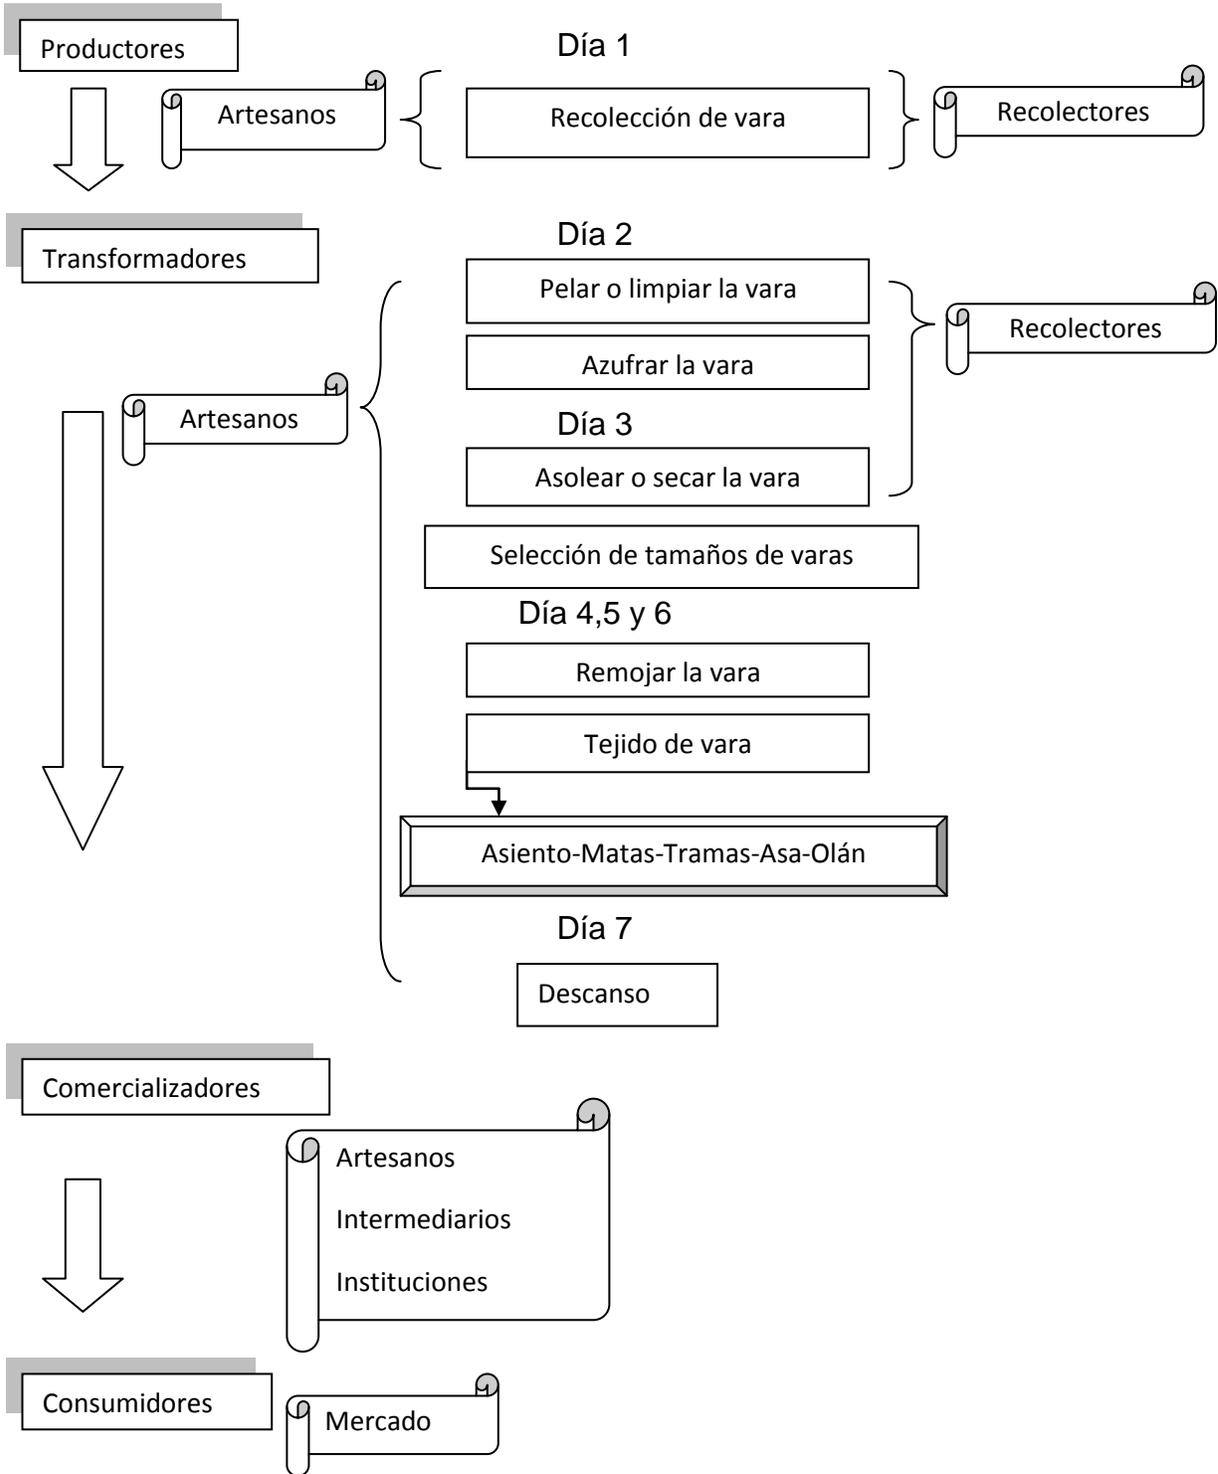 Productores
Día 1
Artesanos
Recolección de vara
Recolectores
Transformadores
Día 2
Pelar o limpiar la vara
Recolectores
Azufrar la vara
Artesanos
Día 3
Asolear o secar la vara
Selección de tamaños de varas
Día 4,5 y 6
Remojar la vara
Tejido de vara
Asiento-Matas-Tramas-Asa-Olán
Día 7
Descanso
Comercializadores
Artesanos
Intermediarios
Instituciones
Consumidores
Mercado